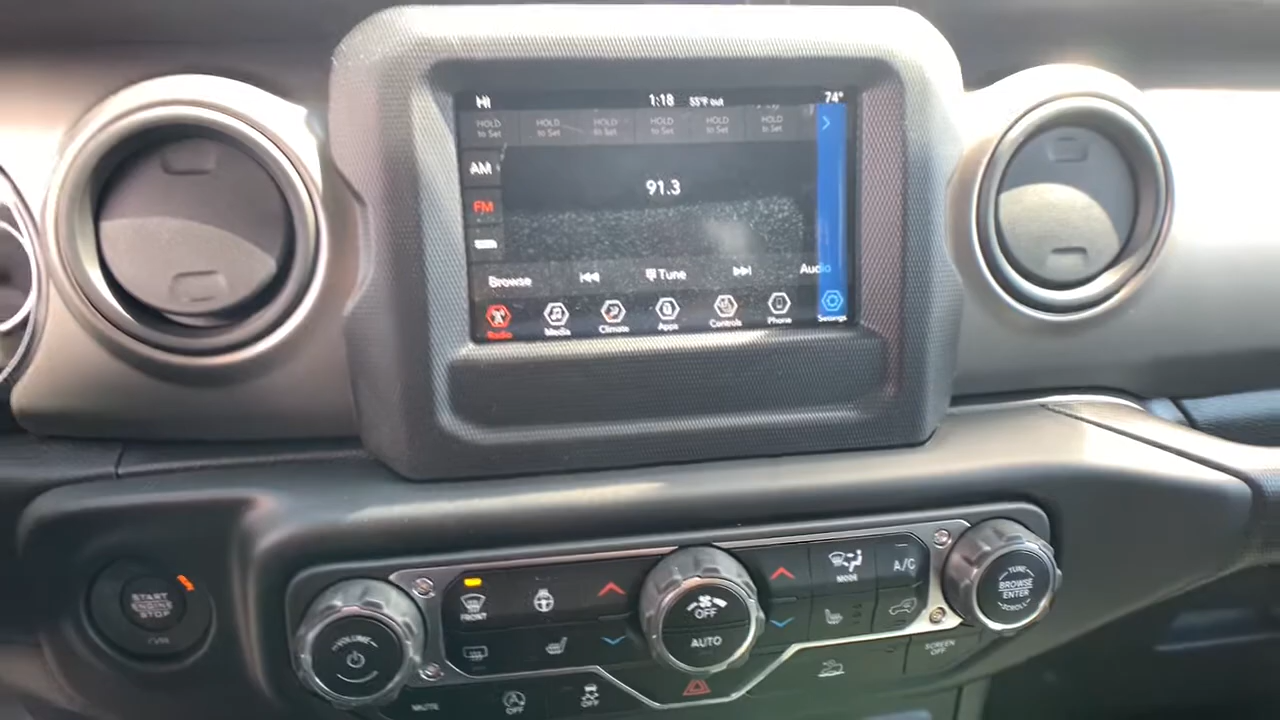 HI 1:18 55°F out 74°
HOLD to Set HOLD to Set HOLD to Set HOLD to Set HOLD to Set HOLD to Set
AM
91.3
FM
Browse Tune Audio
Radio Media Climate Apps Controls Phone Settings
START
ENGINE
STOP
VOLUME
FRONT
OFF
AUTO
MODE
A/C
TUNE
BROWSE
ENTER
SCROLL
MUTE
OFF
OFF
SCREEN
OFF